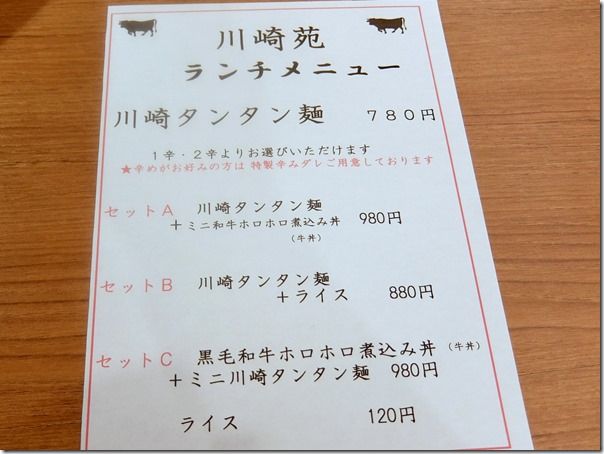 川崎苑
ランチメニュー
川崎タンタン麺 780円
1辛・2辛よりお選びいただけます
★辛めがお好みの方は 特製辛みダレご用意しております
セットA 川崎タンタン麺
+ミニ和牛ホロホロ煮込み丼 980円
(牛丼)
セットB 川崎タンタン麺
+ライス 880円
セットC 黒毛和牛ホロホロ煮込み丼 (牛丼)
+ミニ川崎タンタン麺 980円
ライス 120円